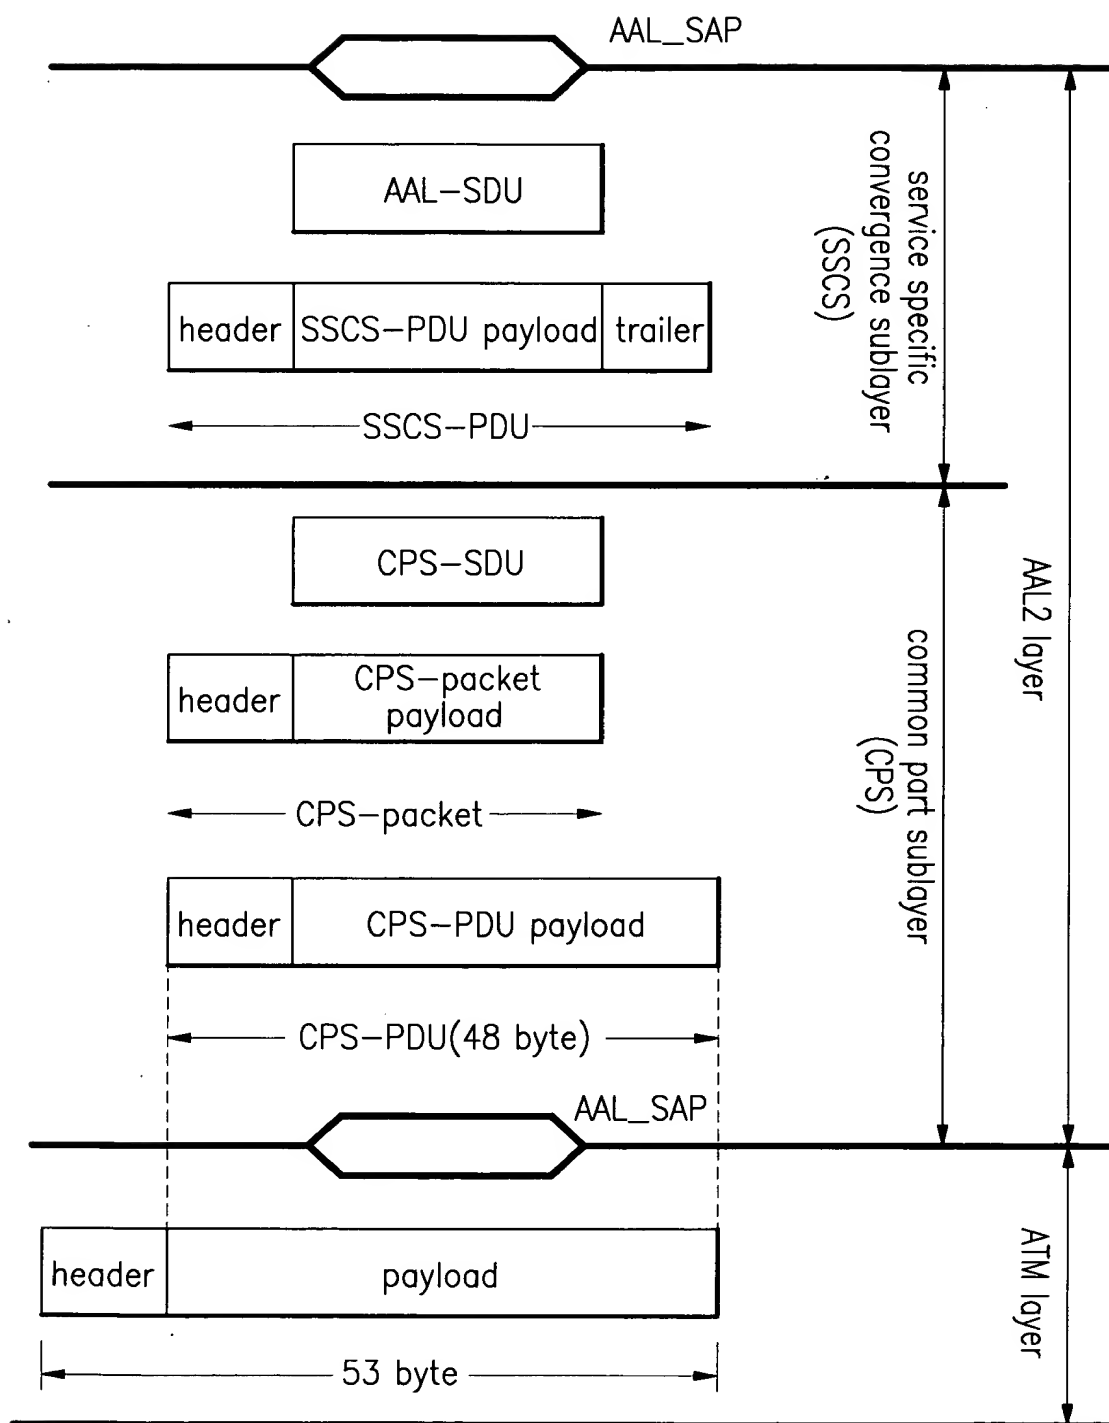 AAL_SAP
AAL-SDU
header SSCS-PDU payload trailer
SSCS-PDU
service specific
convergence sublayer
(SSCS)
CPS-SDU
header CPS-packet
payload
CPS-packet
header CPS-PDU payload
CPS-PDU(48 byte)
common part sublayer
(CPS)
AAL2 layer
AAL_SAP
header payload
53 byte
ATM layer